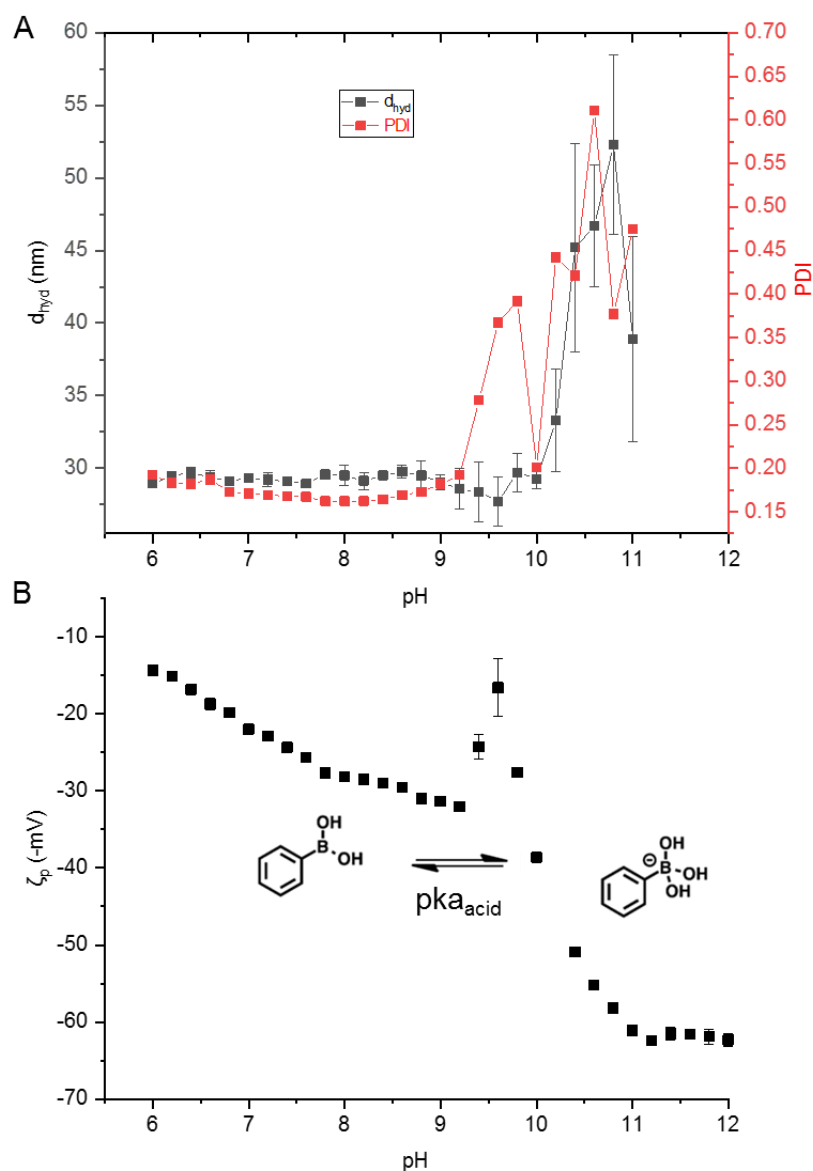 A
60
55
50
45
40
35
30
d_hyd (nm)
0.70
0.65
0.60
0.55
0.50
0.45
0.40
0.35
0.30
0.25
0.20
0.15
PDI
d_hyd
PDI
6 7 8 9 10 11 12
pH
B
-10
-20
-30
-40
-50
-60
-70
ζ_p (-mV)
OH
B
OH
pka_acid
OH
⊖
B
OH
OH
6 7 8 9 10 11 12
pH